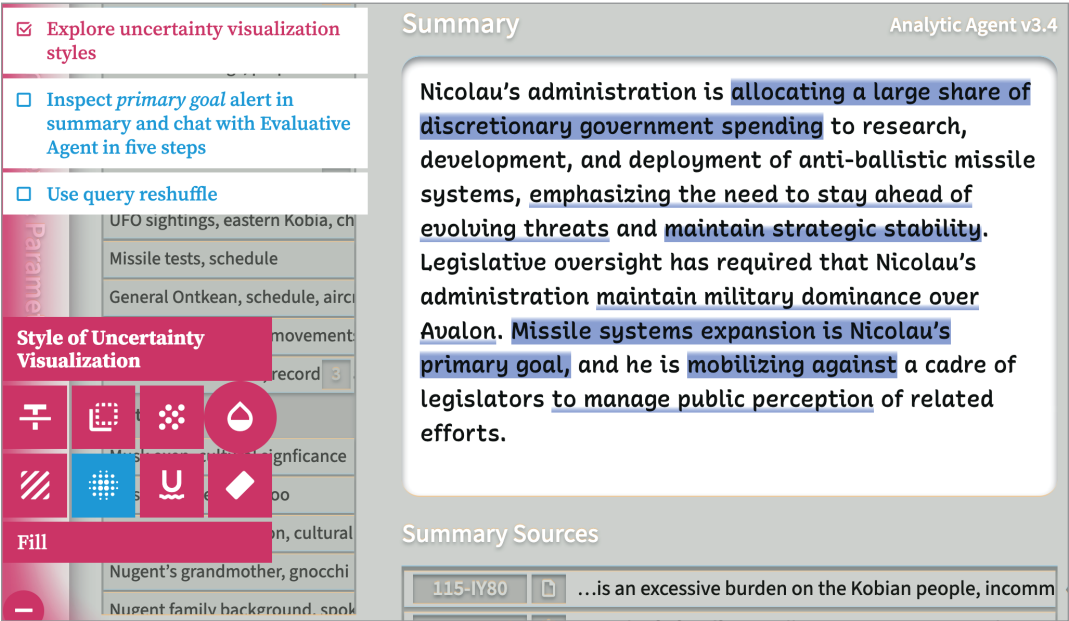 Explore uncertainty visualization
styles
Inspect primary goal alert in
summary and chat with Evaluative
Agent in five steps
Use query reshuffle
Parame
UFO sightings, eastern Kobia, ch
Missile tests, schedule
General Ontkean, schedule, aircr
movements
record 3
Style of Uncertainty
Visualization
signficance
oo
on, cultural
Fill
Nugent's grandmother, gnocchi
Nugent family background, spok
Summary
Analytic Agent v3.4
Nicolau's administration is allocating a large share of
discretionary government spending to research,
development, and deployment of anti-ballistic missile
systems, emphasizing the need to stay ahead of
evolving threats and maintain strategic stability.
Legislative oversight has required that Nicolau's
administration maintain military dominance over
Avalon. Missile systems expansion is Nicolau's
primary goal, and he is mobilizing against a cadre of
legislators to manage public perception of related
efforts.
Summary Sources
115-IY80 ...is an excessive burden on the Kobian people, incomm